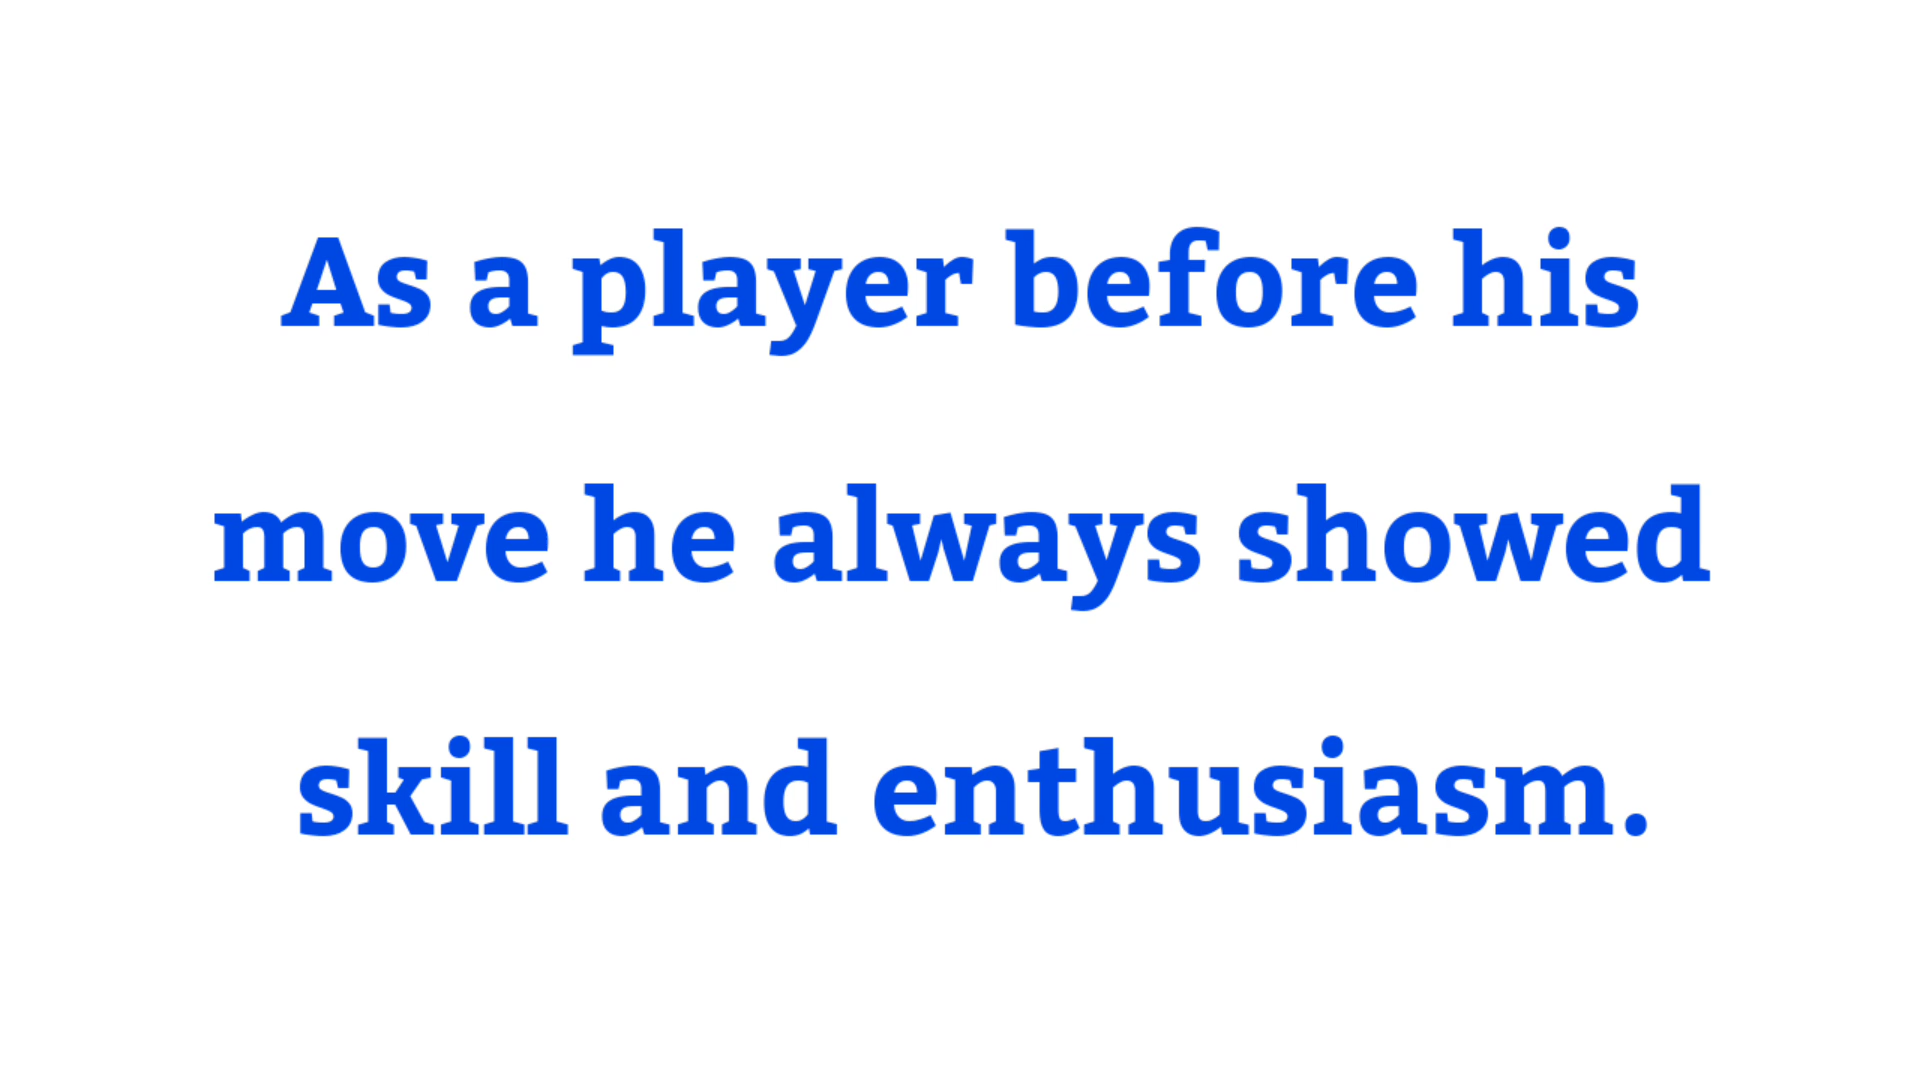 As a player before his
move he always showed
skill and enthusiasm.